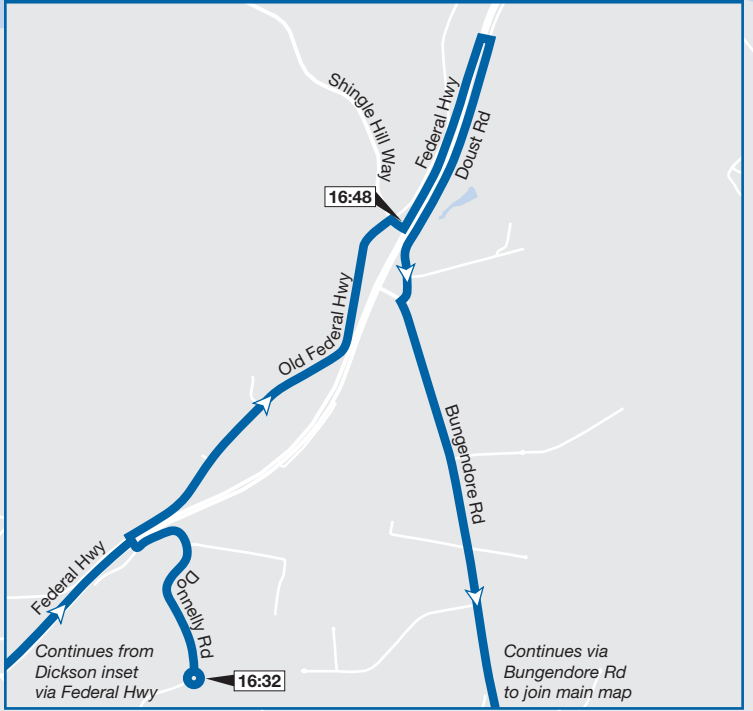 Shingle Hill Way
Federal Hwy
Doust Rd
16:48
Old Federal Hwy
Bungendore Rd
Federal Hwy
Donnelly Rd
Continues from
Dickson inset
via Federal Hwy
16:32
Continues via
Bungendore Rd
to join main map